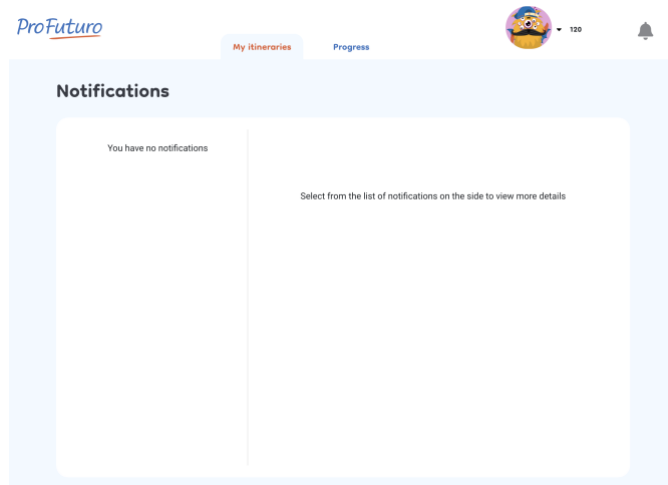 ProFuturo
My itineraries
Progress
120
Notifications
You have no notifications
Select from the list of notifications on the side to view more details